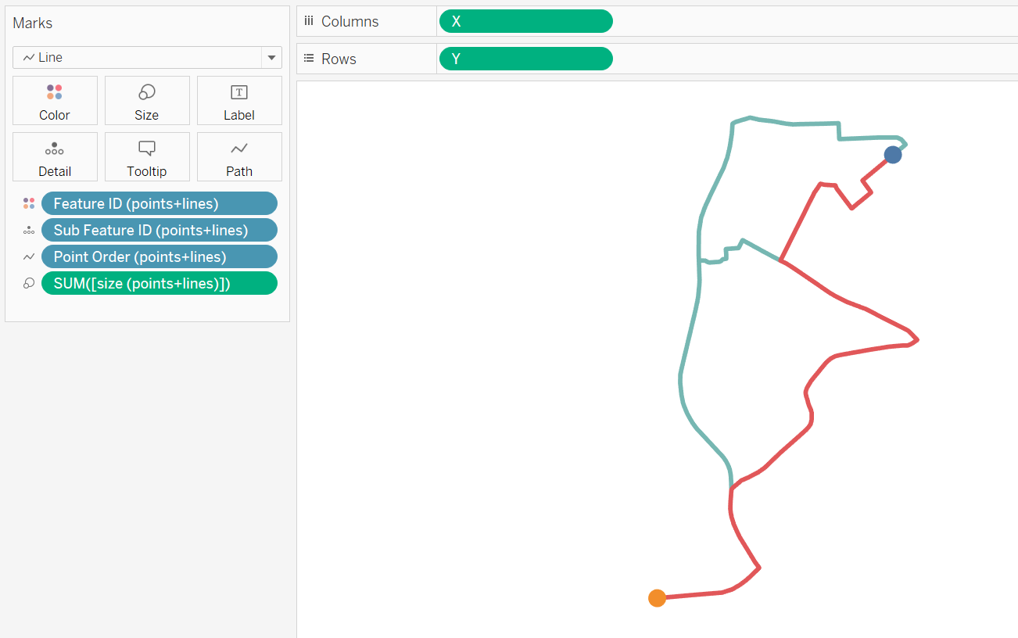 Marks
Line
Color
Size
T
Label
Detail
Tooltip
Path
Feature ID (points+lines)
Sub Feature ID (points+lines)
Point Order (points+lines)
SUM([size (points+lines)])
Columns
X
Rows
Y